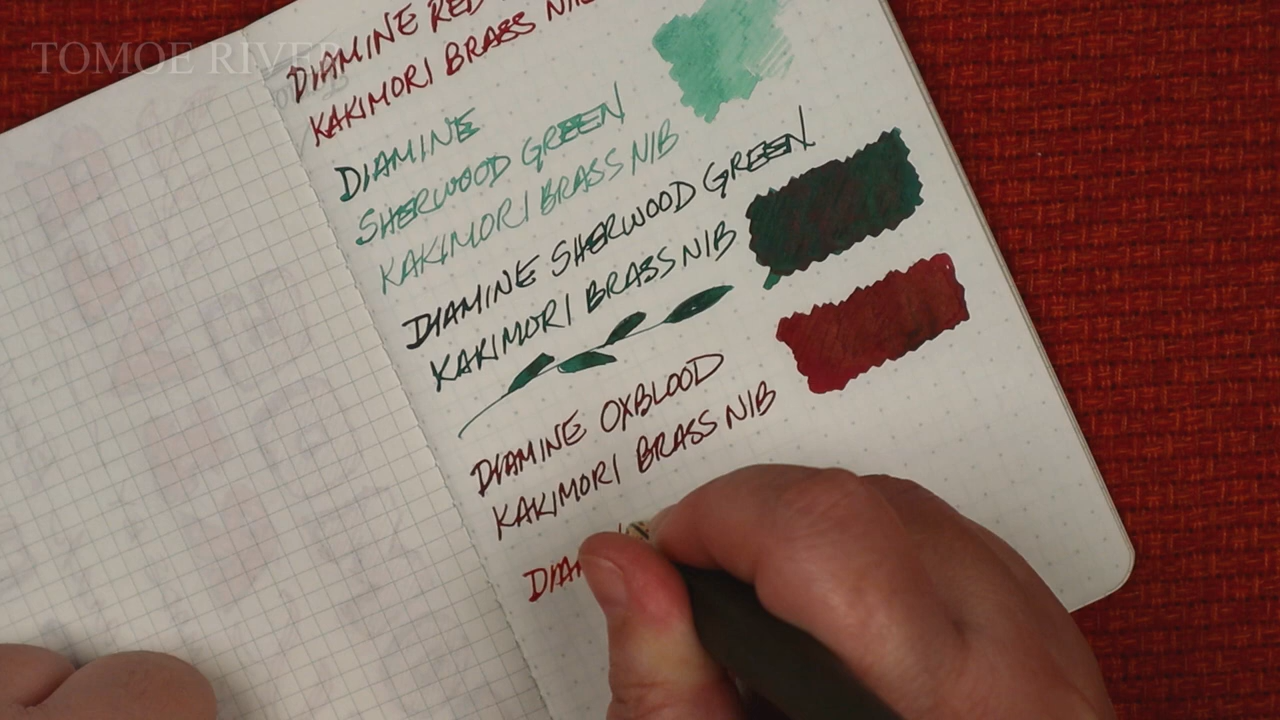 TOMOE RIVER
DIAMINE RED
KAKIMORI BRASS NIB
DIAMINE
SHERWOOD GREEN
KAKIMORI BRASS NIB
DIAMINE SHERWOOD GREEN
KAKIMORI BRASS NIB
DIAMINE OXBLOOD
KAKIMORI BRASS NIB
DIAM